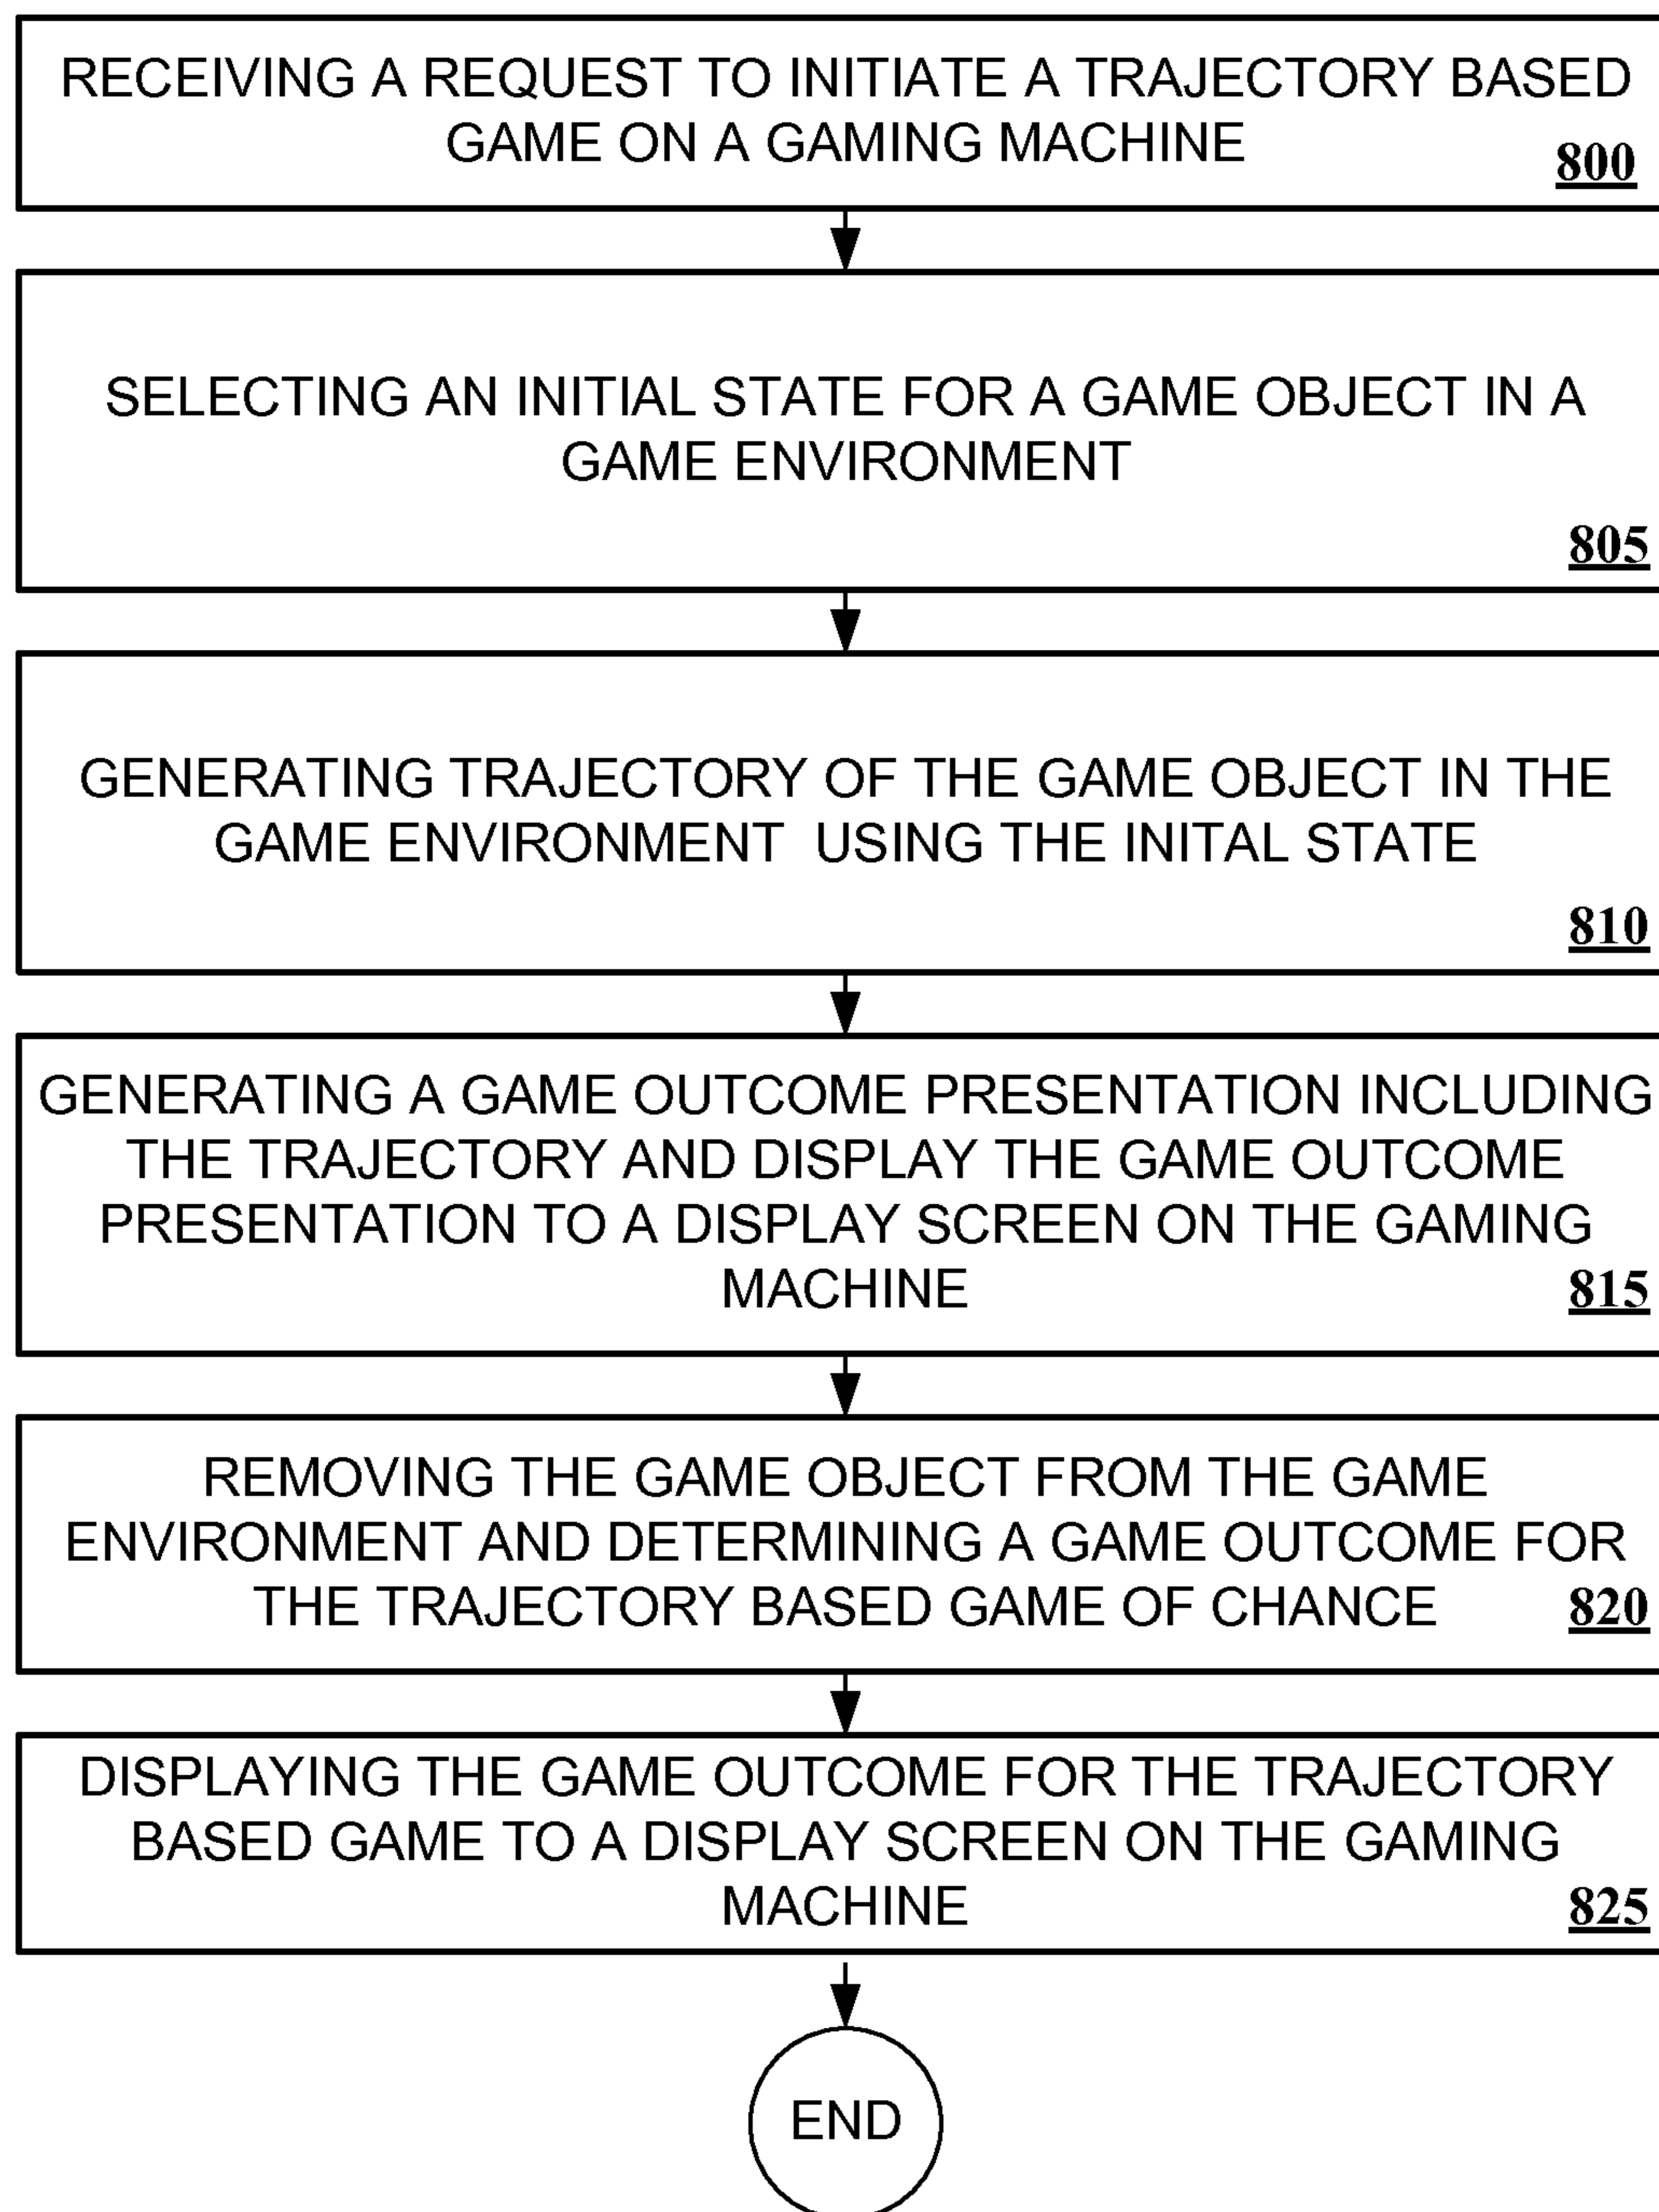 RECEIVING A REQUEST TO INITIATE A TRAJECTORY BASED
GAME ON A GAMING MACHINE
800
SELECTING AN INITIAL STATE FOR A GAME OBJECT IN A
GAME ENVIRONMENT
805
GENERATING TRAJECTORY OF THE GAME OBJECT IN THE
GAME ENVIRONMENT USING THE INITAL STATE
810
GENERATING A GAME OUTCOME PRESENTATION INCLUDING
THE TRAJECTORY AND DISPLAY THE GAME OUTCOME
PRESENTATION TO A DISPLAY SCREEN ON THE GAMING
MACHINE
815
REMOVING THE GAME OBJECT FROM THE GAME
ENVIRONMENT AND DETERMINING A GAME OUTCOME FOR
THE TRAJECTORY BASED GAME OF CHANCE
820
DISPLAYING THE GAME OUTCOME FOR THE TRAJECTORY
BASED GAME TO A DISPLAY SCREEN ON THE GAMING
MACHINE
825
END